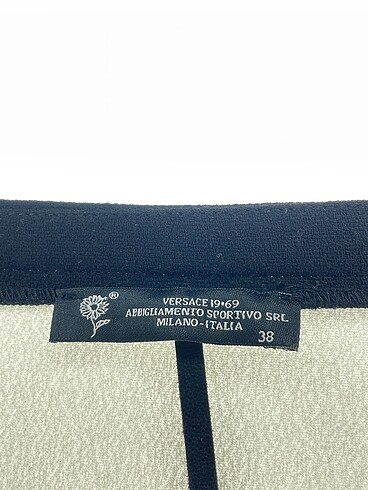 ®
VERSACE 19•69
ABBIGLIAMENTO SPORTIVO SRL
MILANO-ITALIA
38